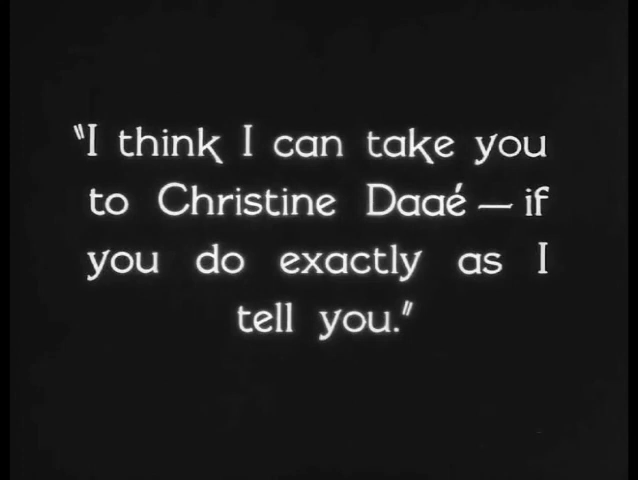 "I think I can take you
to Christine Daaé — if
you do exactly as I
tell you."